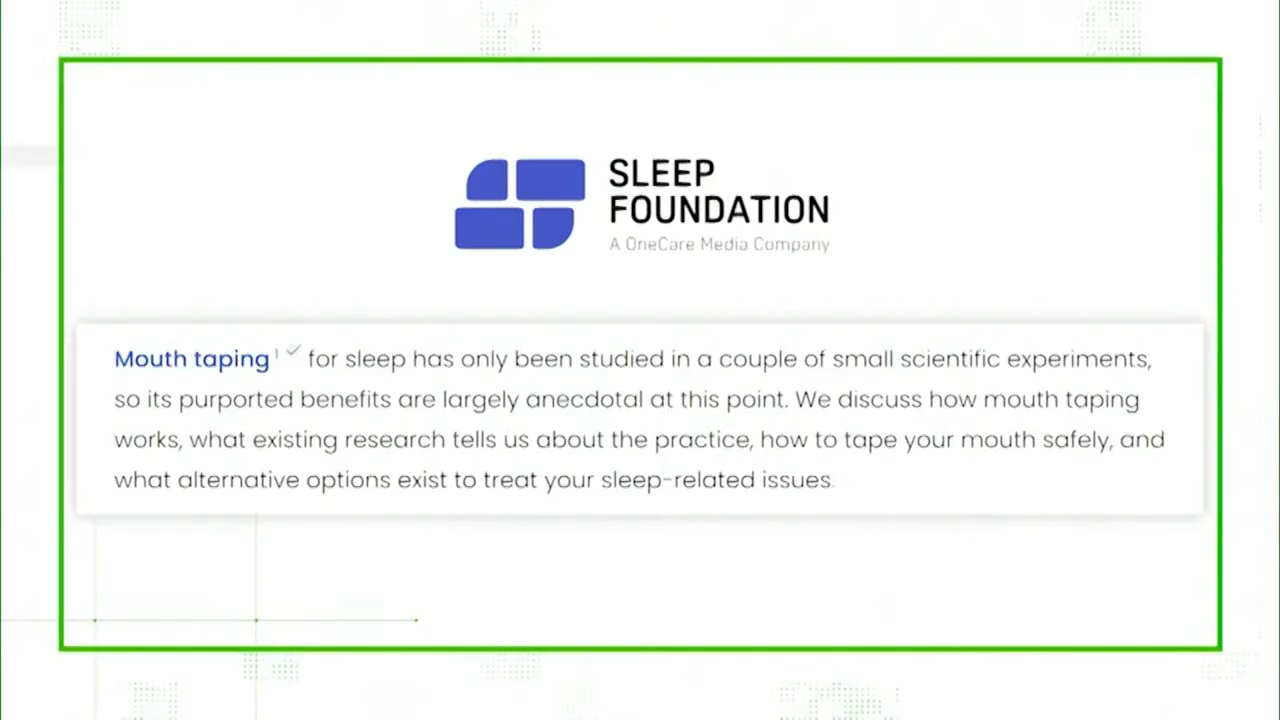 SLEEP
FOUNDATION
A OneCare Media Company
Mouth taping¹ for sleep has only been studied in a couple of small scientific experiments,
so its purported benefits are largely anecdotal at this point. We discuss how mouth taping
works, what existing research tells us about the practice, how to tape your mouth safely, and
what alternative options exist to treat your sleep-related issues.